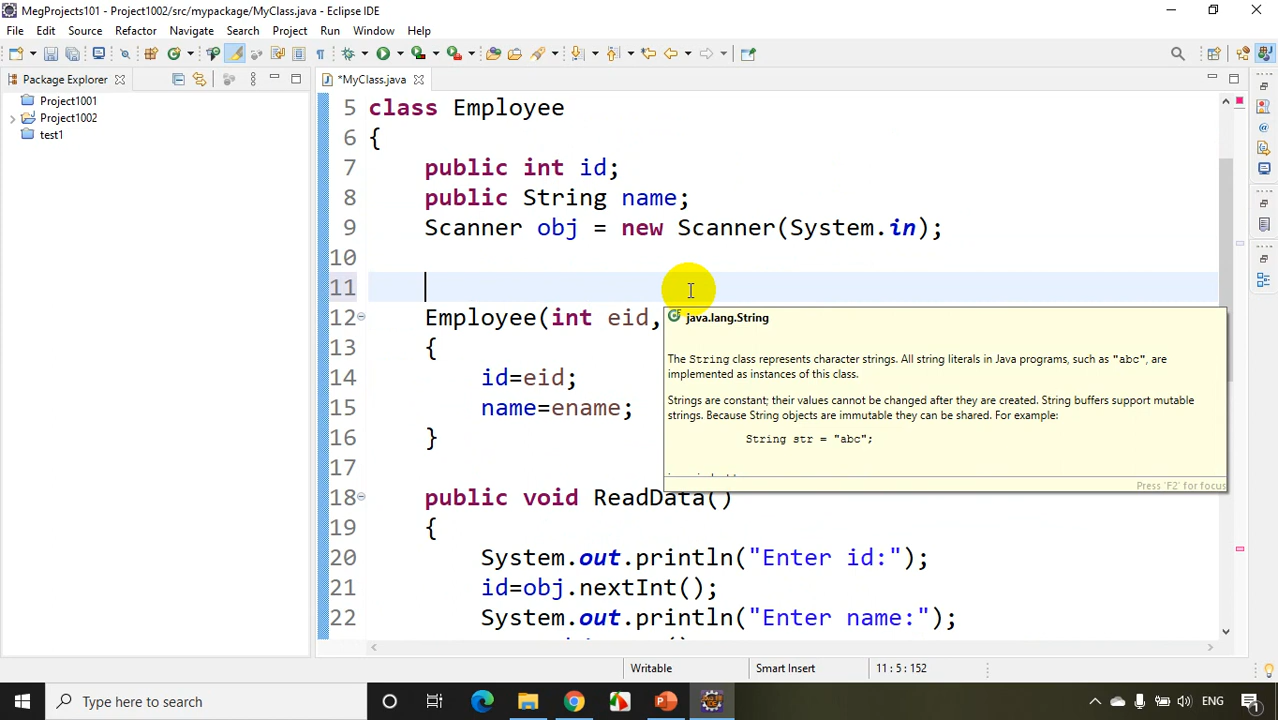 MegProjects101 - Project1002/src/mypackage/MyClass.java - Eclipse IDE
File Edit Source Refactor Navigate Search Project Run Window Help
Package Explorer
*MyClass.java
Project1001
Project1002
test1
5 class Employee
6 {
7 public int id;
8 public String name;
9 Scanner obj = new Scanner(System.in);
10
11
12 Employee(int eid,
13 {
14 id=eid;
15 name=ename;
16 }
17
18 public void ReadData()
19 {
20 System.out.println("Enter id:");
21 id=obj.nextInt();
22 System.out.println("Enter name:");
java.lang.String
The String class represents character strings. All string literals in Java programs, such as "abc", are
implemented as instances of this class.
Strings are constant; their values cannot be changed after they are created. String buffers support mutable
strings. Because String objects are immutable they can be shared. For example:
String str = "abc";
Press 'F2' for focus
Writable Smart Insert 11 : 5 : 152
Type here to search
ENG
1